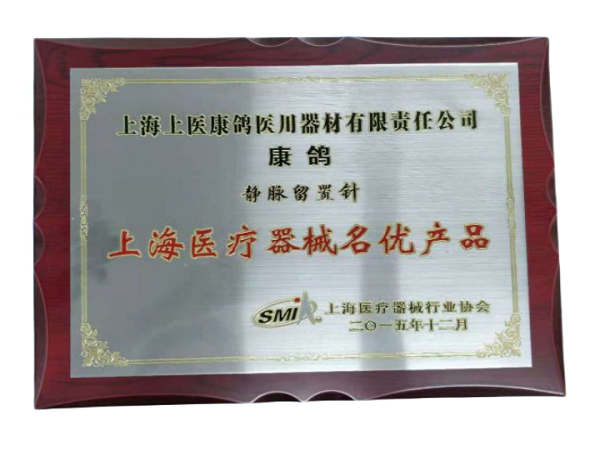 上海上医康鸽医用器材有限责任公司
康鸽
静脉留置针
上海医疗器械名优产品
SMIA 上海医疗器械行业协会
二〇一五年十二月